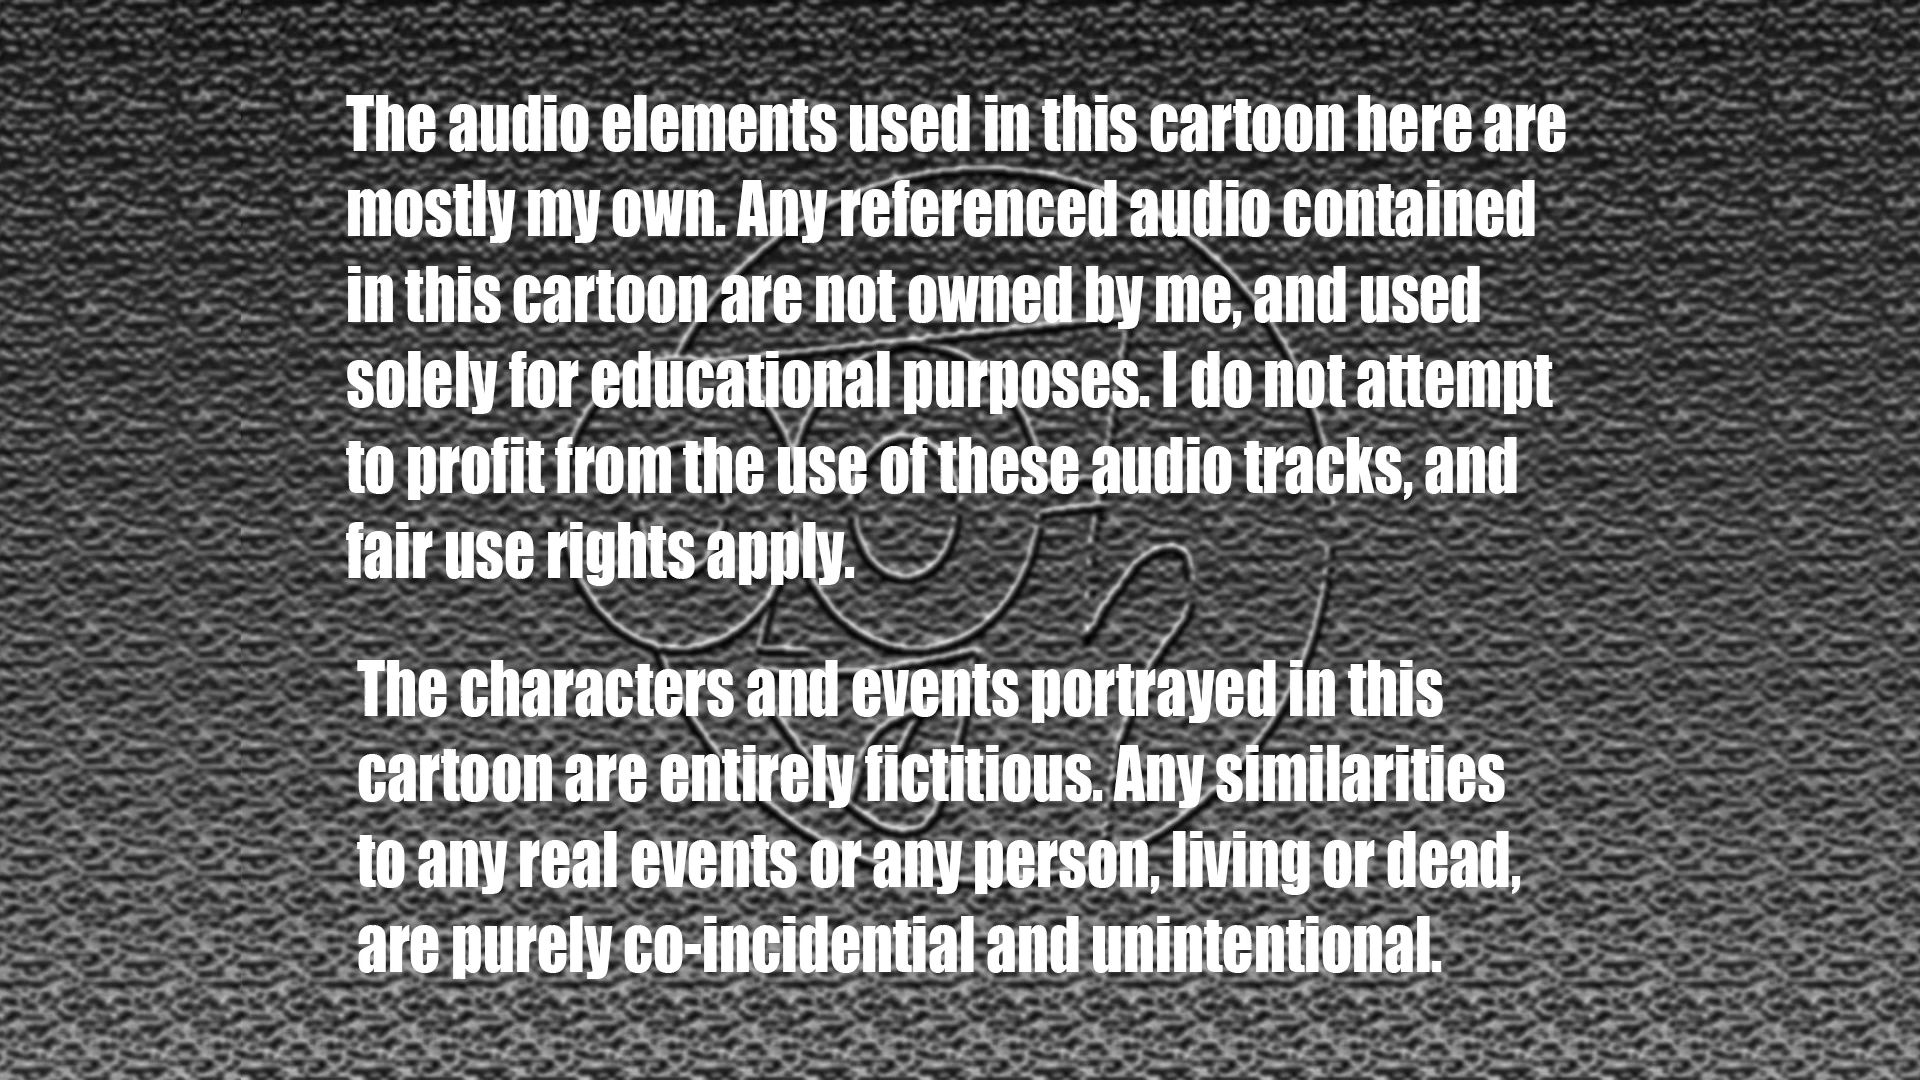 The audio elements used in this cartoon here are
mostly my own. Any referenced audio contained
in this cartoon are not owned by me, and used
solely for educational purposes. I do not attempt
to profit from the use of these audio tracks, and
fair use rights apply.
The characters and events portrayed in this
cartoon are entirely fictitious. Any similarities
to any real events or any person, living or dead,
are purely co-incidential and unintentional.